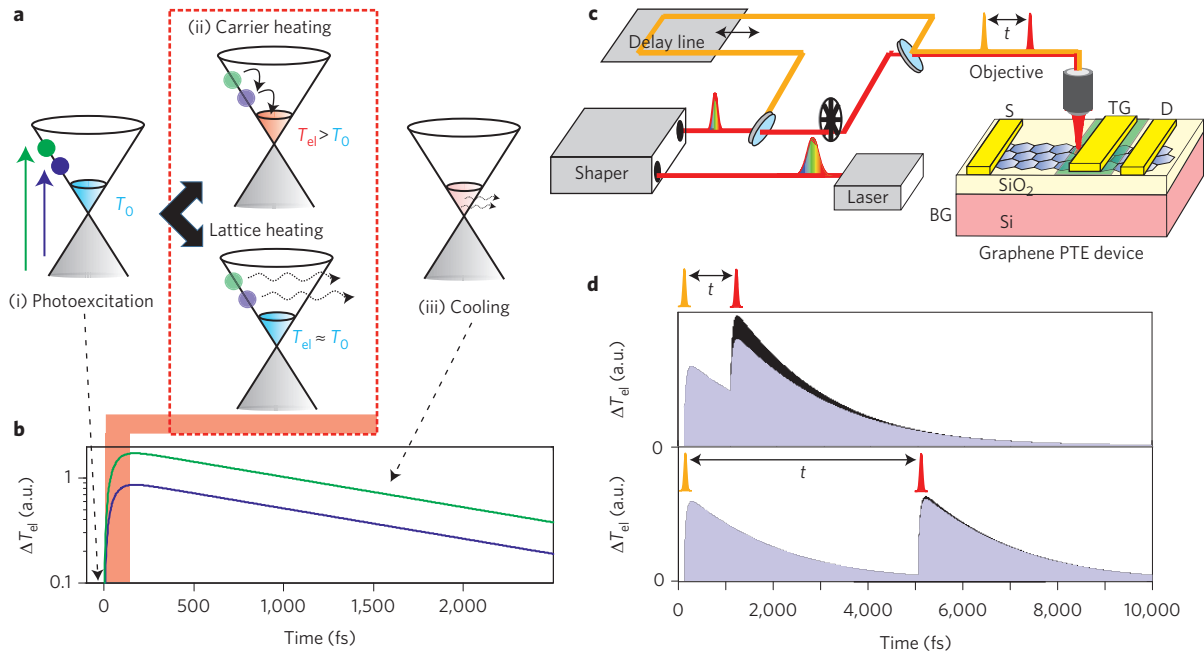 a
(ii) Carrier heating
T_el > T_0
T_0
Lattice heating
(i) Photoexcitation
T_el ≈ T_0
(iii) Cooling
b
ΔT_el (a.u.)
1
0.1
0
500
1,000
1,500
2,000
Time (fs)
c
Delay line
t
Objective
S
TG
D
Shaper
Laser
SiO₂
BG
Si
Graphene PTE device
d
t
ΔT_el (a.u.)
0
t
ΔT_el (a.u.)
0
0
2,000
4,000
6,000
8,000
10,000
Time (fs)